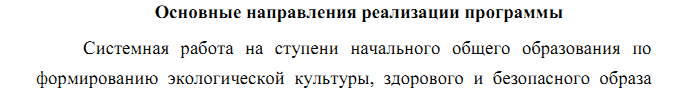 Основные направления реализации программы
Системная работа на ступени начального общего образования по
формированию экологической культуры, здорового и безопасного образа